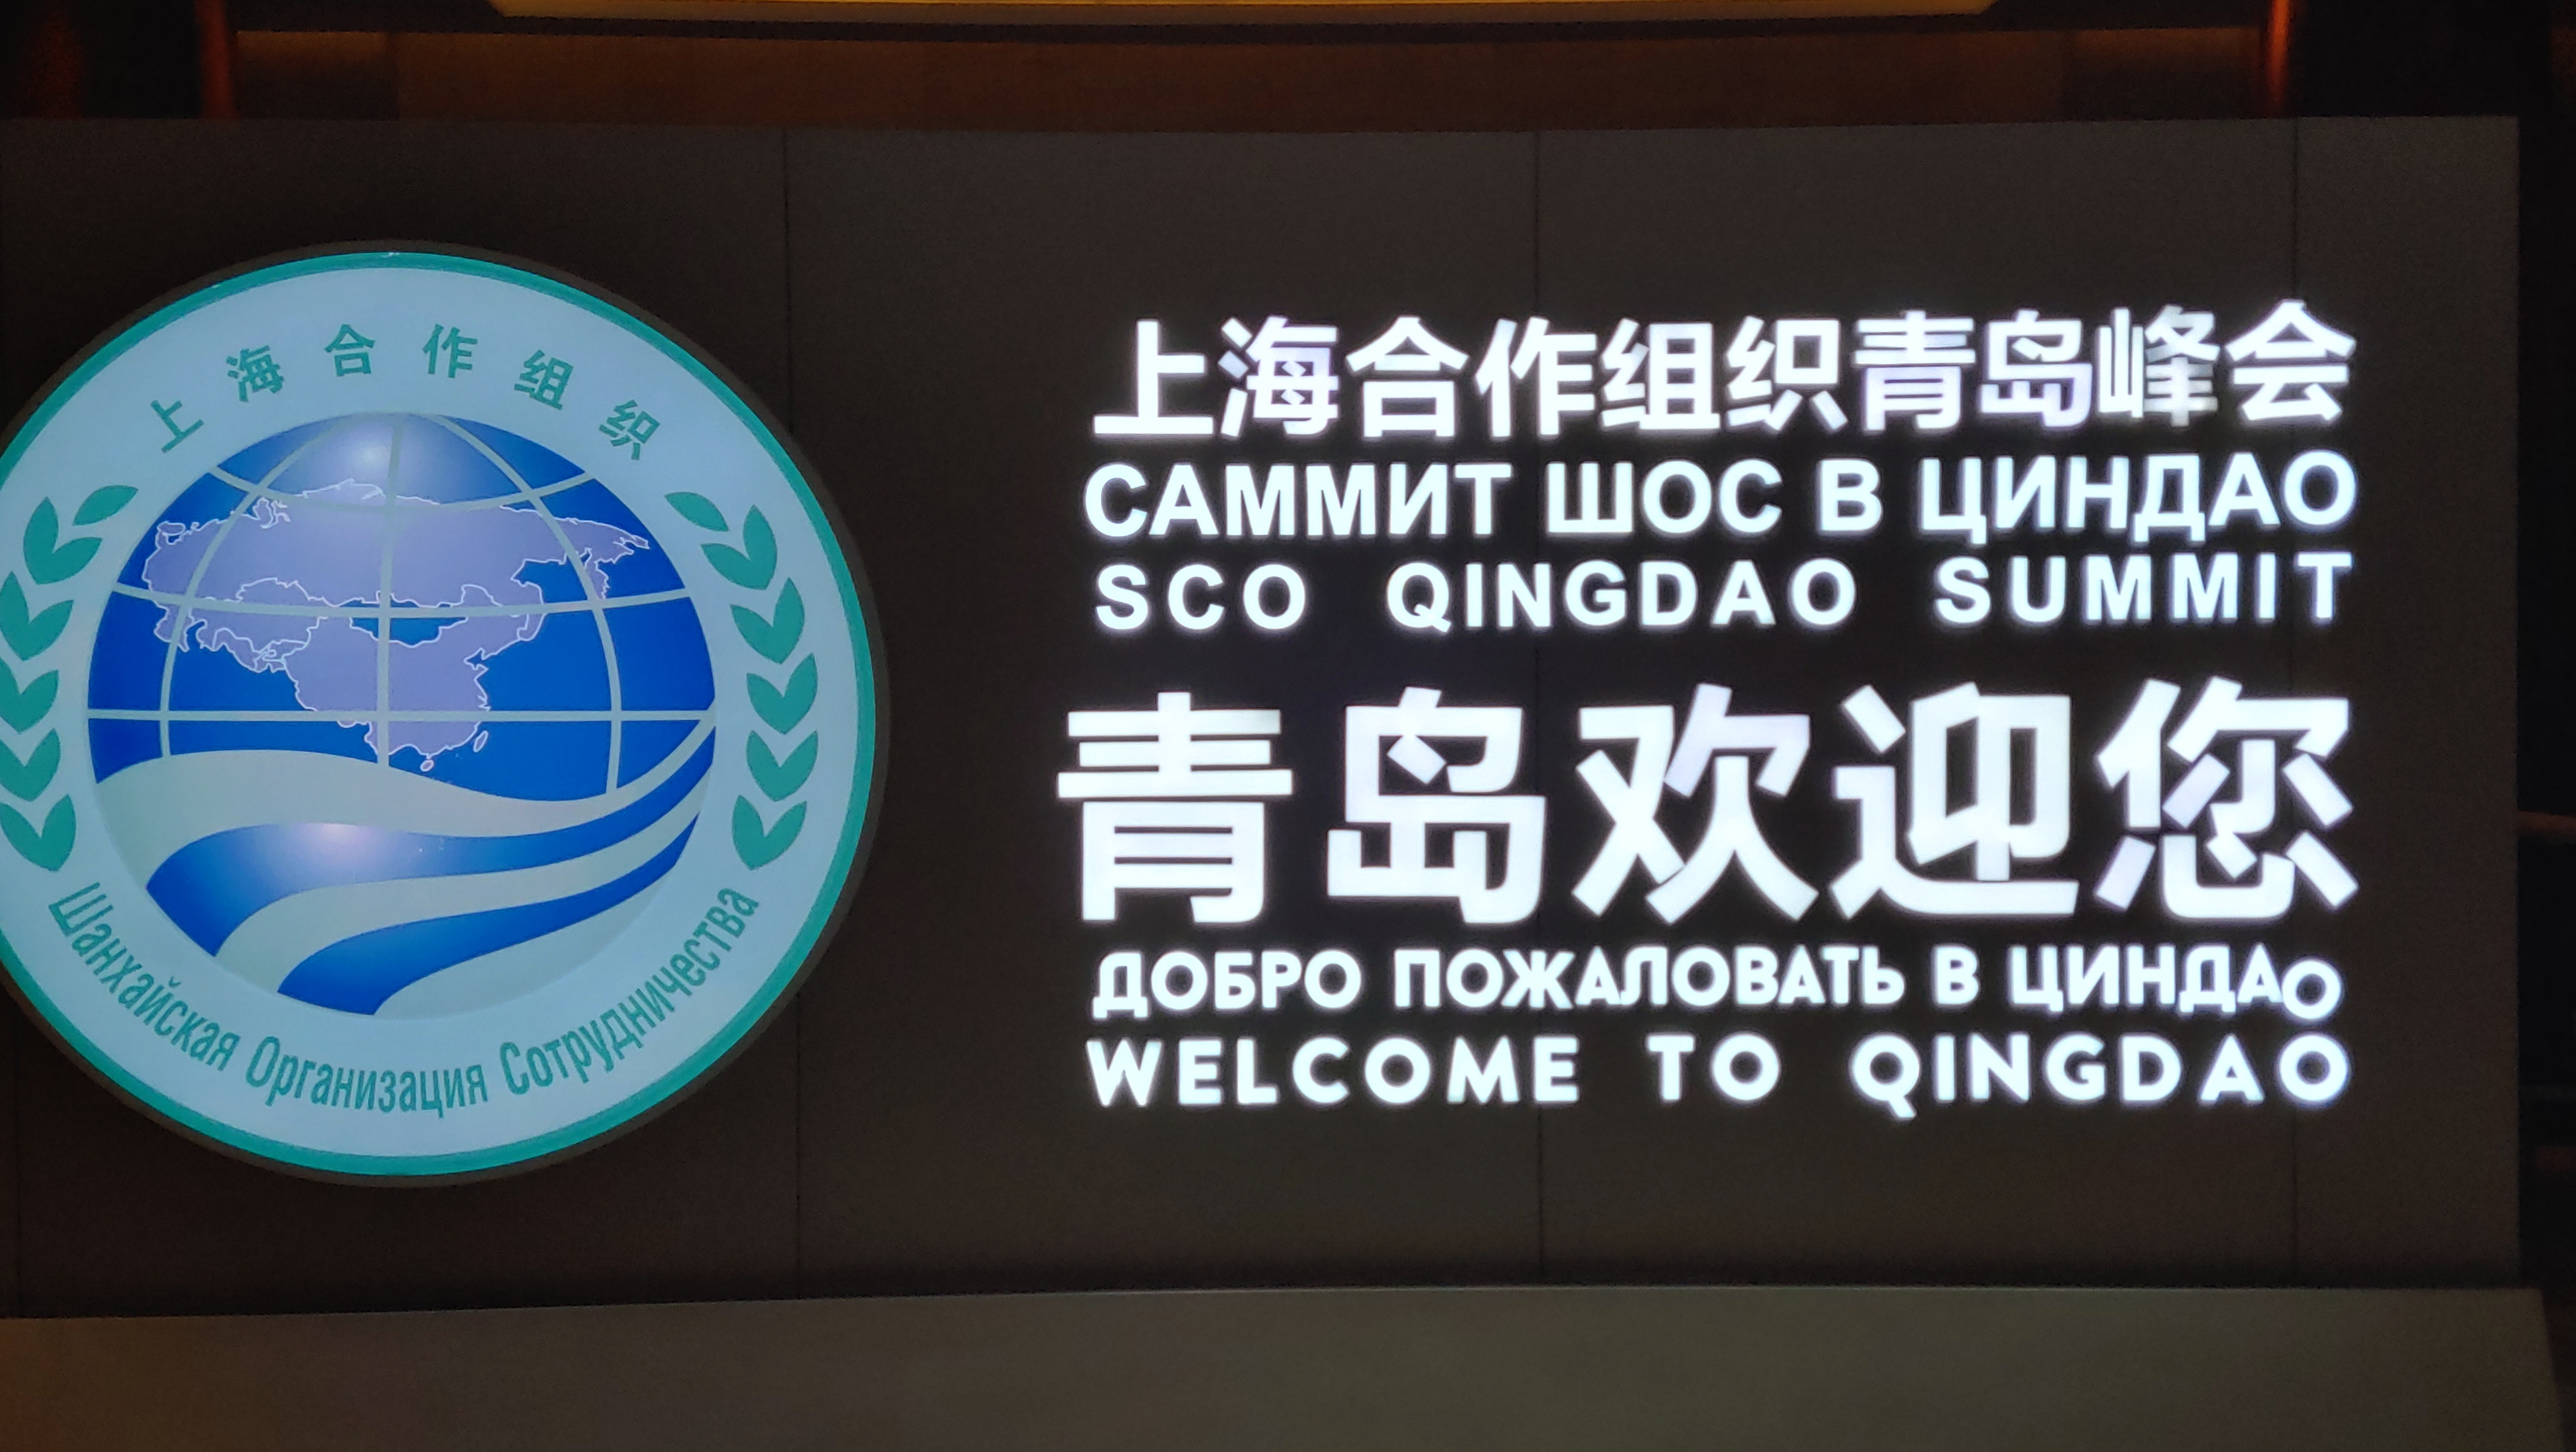 上海合作组织
Шанхайская Организация Сотрудничества
上海合作组织青岛峰会
САММИТ ШОС В ЦИНДАО
SCO QINGDAO SUMMIT
青岛欢迎您
ДОБРО ПОЖАЛОВАТЬ В ЦИНДАО
WELCOME TO QINGDAO